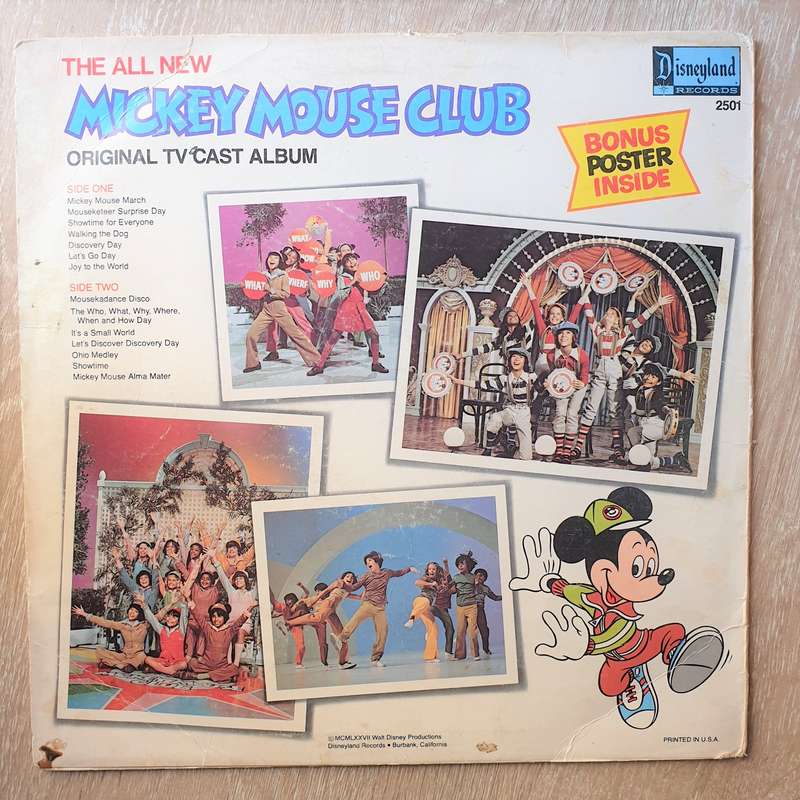 THE ALL NEW
MICKEY MOUSE CLUB
ORIGINAL TV CAST ALBUM
Disneyland
RECORDS
2501
BONUS
POSTER
INSIDE
SIDE ONE
Mickey Mouse March
Mouseketeer Surprise Day
Showtime for Everyone
Walking the Dog
Discovery Day
Let's Go Day
Joy to the World
SIDE TWO
Mousekadance Disco
The Who, What, Why, Where,
When and How Day
It's a Small World
Let's Discover Discovery Day
Ohio Medley
Showtime
Mickey Mouse Alma Mater
WHAT
HOW
WHAT
WHERE
WHY
WHO
©MCMLXXVII Walt Disney Productions
Disneyland Records • Burbank, California
PRINTED IN U.S.A.